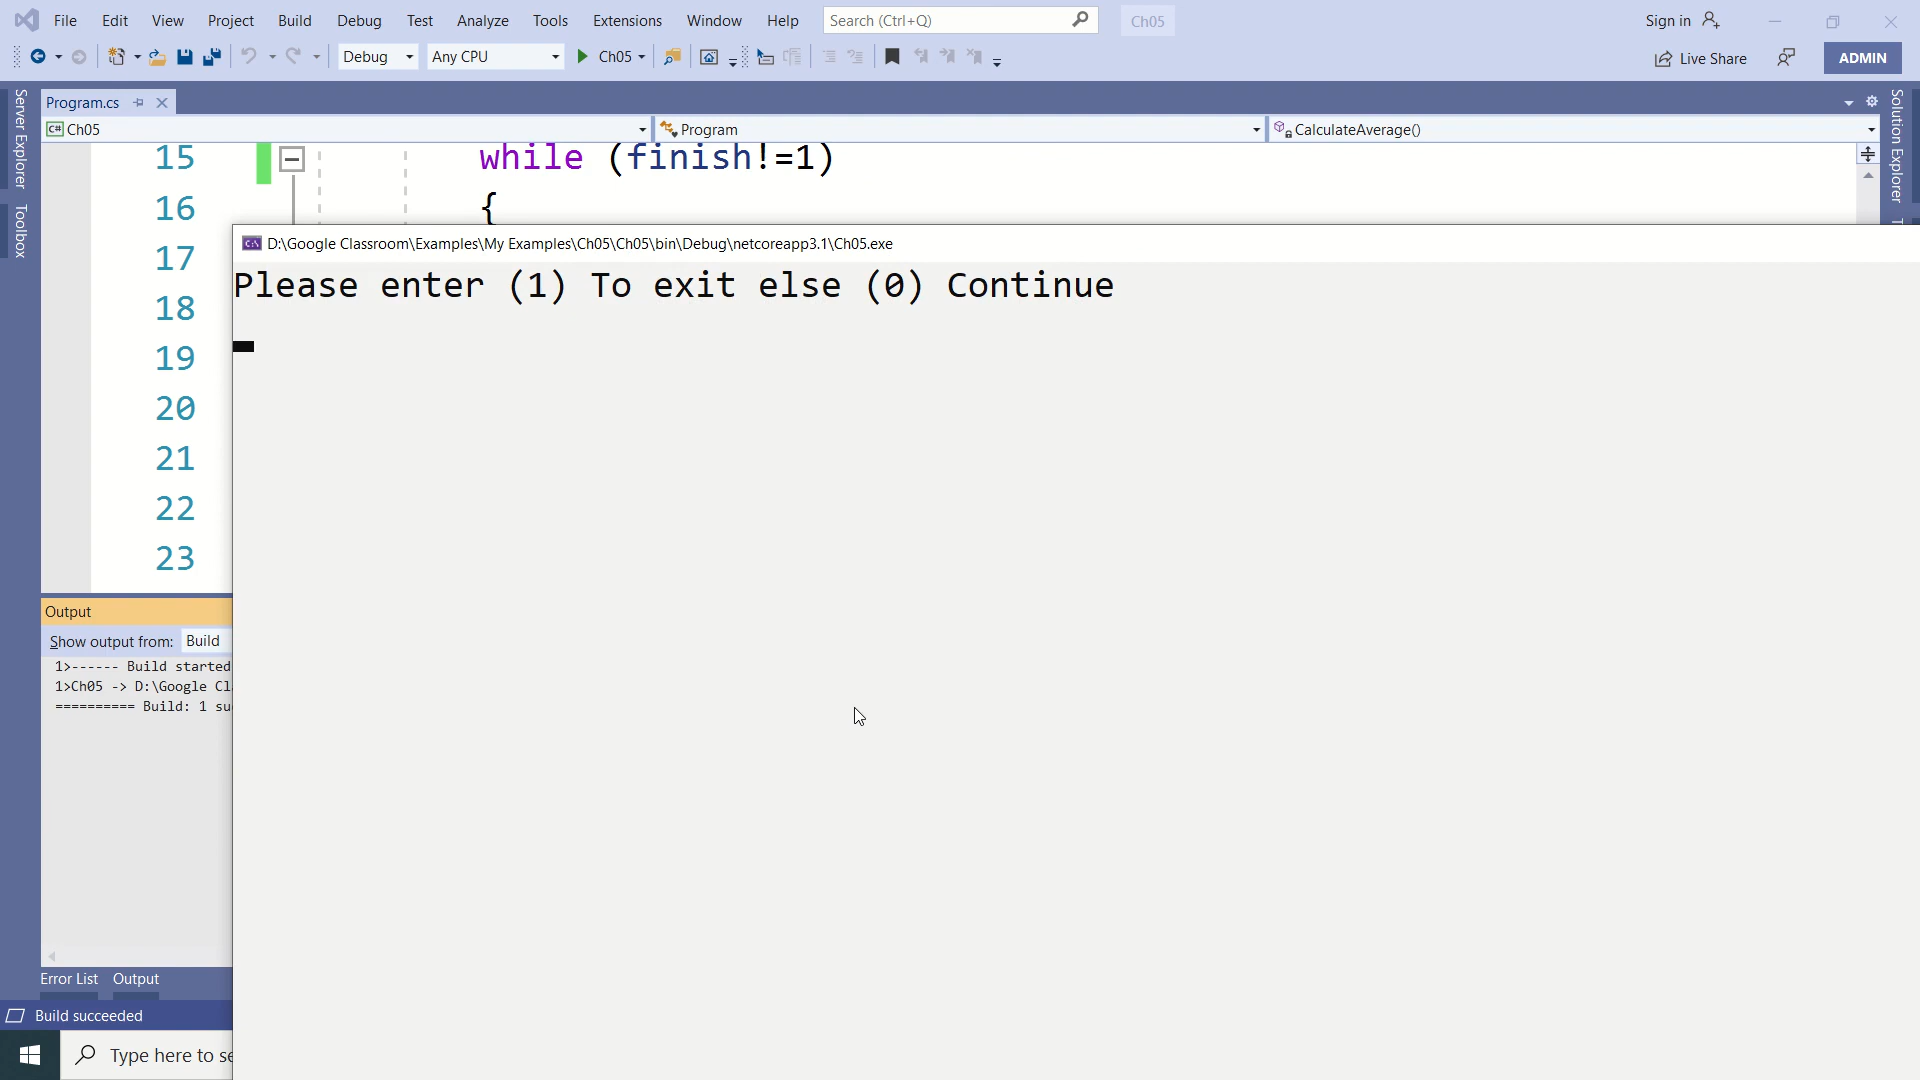 File Edit View Project Build Debug Test Analyze Tools Extensions Window Help Search (Ctrl+Q) Ch05 Sign in
Debug Any CPU Ch05 Live Share ADMIN
Server Explorer
Toolbox
Program.cs
Solution Explorer
Ch05 Program CalculateAverage()
15 while (finish!=1)
16 {
17
18
19
20
21
22
23
D:\Google Classroom\Examples\My Examples\Ch05\Ch05\bin\Debug\netcoreapp3.1\Ch05.exe
Please enter (1) To exit else (0) Continue
Output
Show output from: Build
1>------ Build started
1>Ch05 -> D:\Google Cl
========== Build: 1 su
Error List Output
Build succeeded
Type here to se